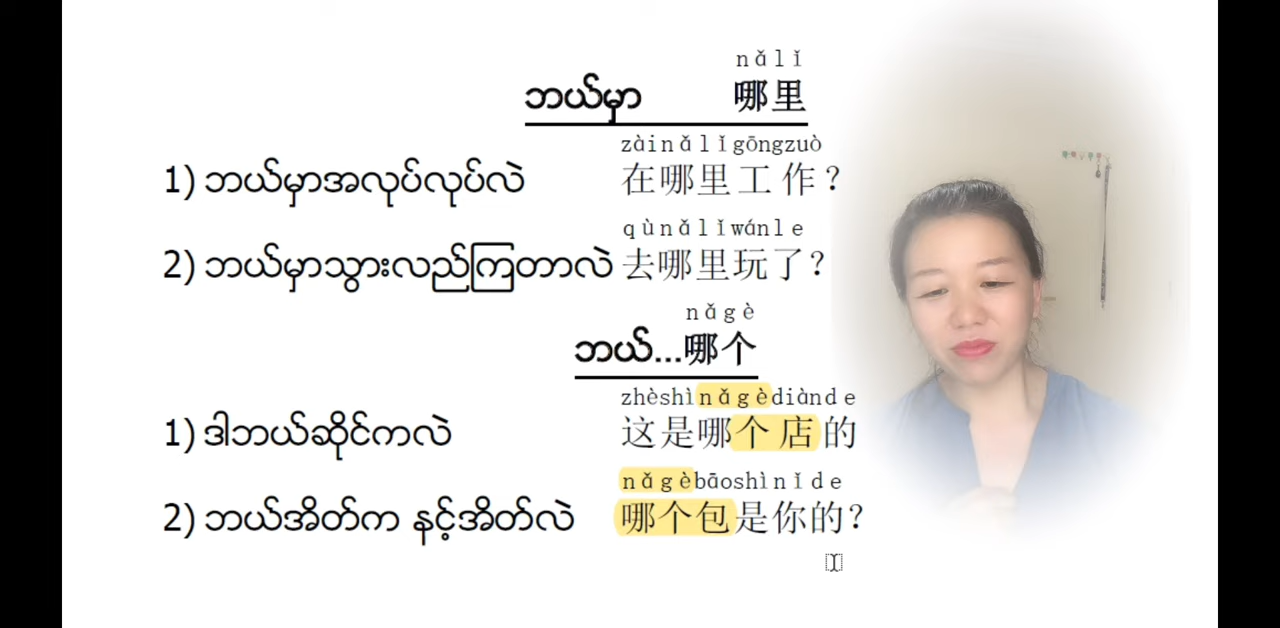 nǎlǐ
ဘယ်မှာ 哪里
zàinǎlǐgōngzuò
1) ဘယ်မှာအလုပ်လုပ်လဲ 在哪里工作？
qùnǎlǐwánle
2) ဘယ်မှာသွားလည်ကြတာလဲ 去哪里玩了？
nǎgè
ဘယ်...哪个
zhèshìnǎgèdiànde
1) ဒါဘယ်ဆိုင်ကလဲ 这是哪个店的
nǎgèbāoshìnǐde
2) ဘယ်အိတ်က နင့်အိတ်လဲ 哪个包是你的？